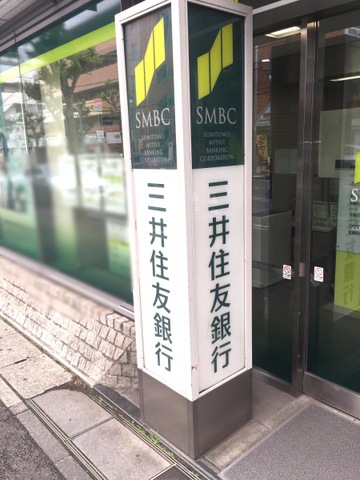 SMBC
SUMITOMO
MITSUI
BANKING
CORPORATION
三井住友銀行
SMBC
SUMITOMO
MITSUI
BANKING
CORPORATION
三井住友銀行